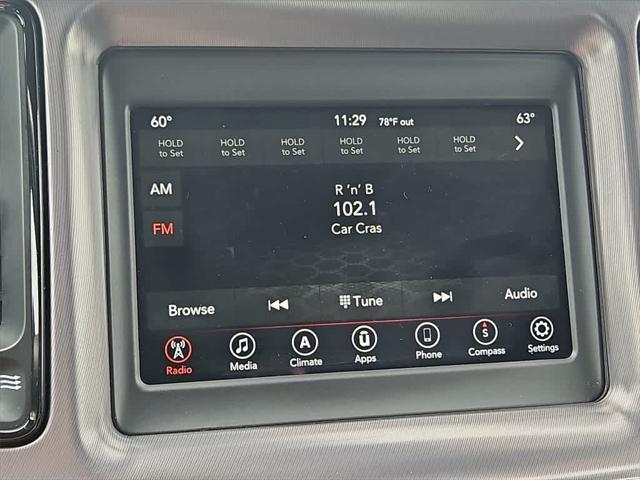 60° 11:29 78°F out 63°
HOLD HOLD HOLD HOLD HOLD HOLD
to Set to Set to Set to Set to Set to Set
AM R 'n' B
102.1
FM Car Cras
Browse Tune Audio
A û S
Radio Media Climate Apps Phone Compass Settings